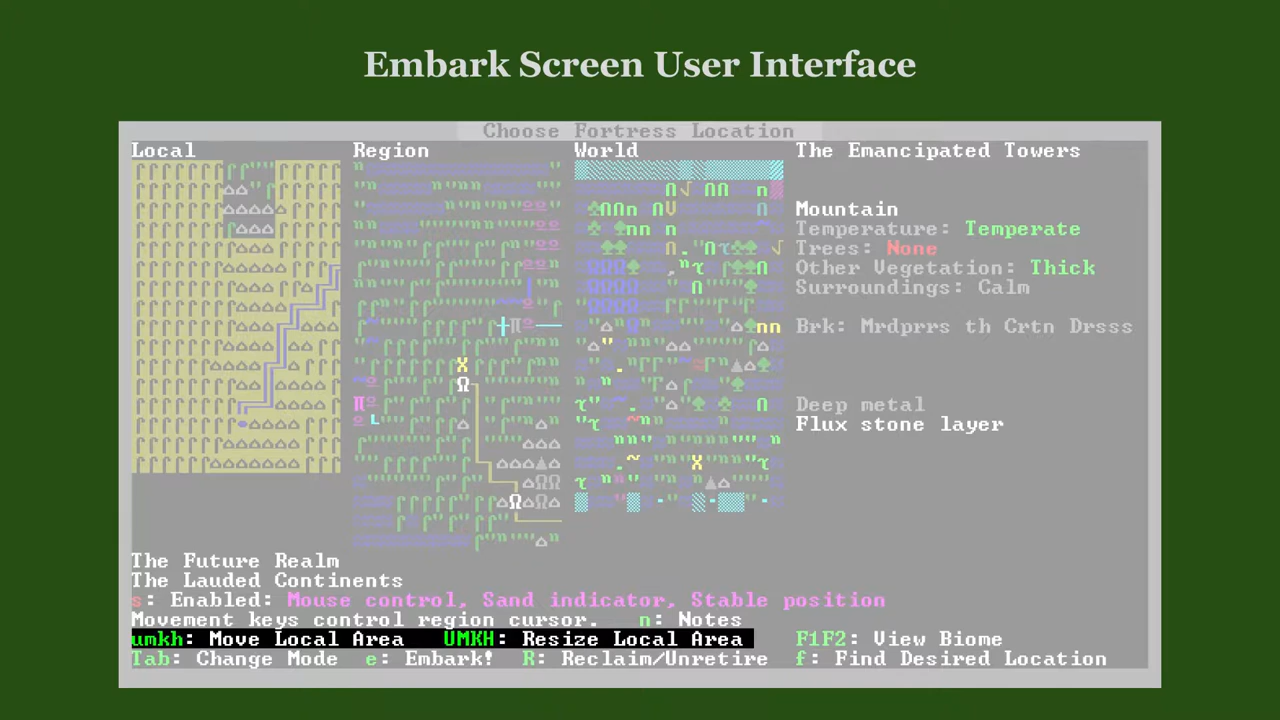 Embark Screen User Interface
Choose Fortress Location
Local Region World The Emancipated Towers
Mountain
Temperature: Temperate
Trees: None
Other Vegetation: Thick
Surroundings: Calm
Brk: Mrdprrs th Crtn Drsss
Deep metal
Flux stone layer
The Future Realm
The Lauded Continents
s: Enabled: Mouse control, Sand indicator, Stable position
Movement keys control region cursor. n: Notes
umkh: Move Local Area UMKH: Resize Local Area F1F2: View Biome
Tab: Change Mode e: Embark! R: Reclaim/Unretire f: Find Desired Location